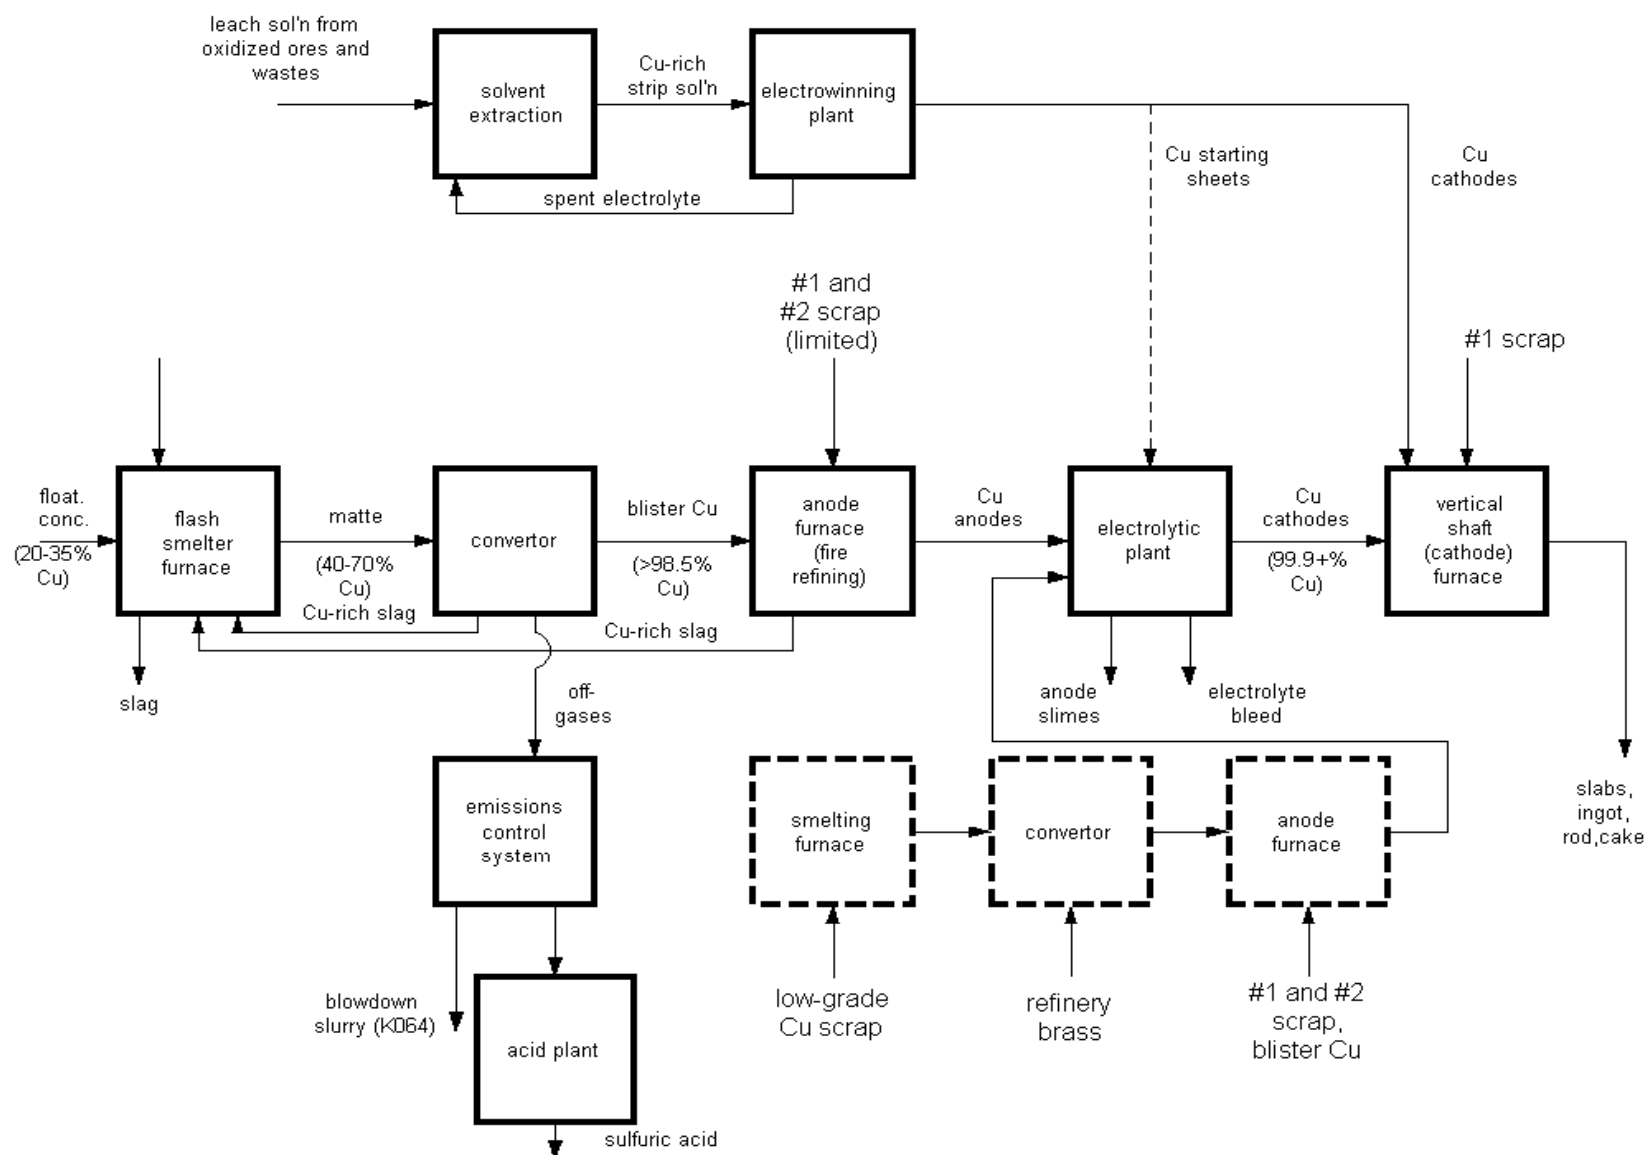 leach sol'n from
oxidized ores and
wastes
solvent
extraction
Cu-rich
strip sol'n
electrowinning
plant
spent electrolyte
Cu starting
sheets
Cu
cathodes
#1 and
#2 scrap
(limited)
#1 scrap
float.
conc.
(20-35%
Cu)
flash
smelter
furnace
matte
(40-70%
Cu)
Cu-rich slag
convertor
blister Cu
(>98.5%
Cu)
Cu-rich slag
anode
furnace
(fire
refining)
Cu
anodes
electrolytic
plant
Cu
cathodes
(99.9+%
Cu)
vertical
shaft
(cathode)
furnace
slag
off-
gases
anode
slimes
electrolyte
bleed
emissions
control
system
smelting
furnace
convertor
anode
furnace
slabs,
ingot,
rod,cake
blowdown
slurry (K064)
acid plant
low-grade
Cu scrap
refinery
brass
#1 and #2
scrap,
blister Cu
sulfuric acid